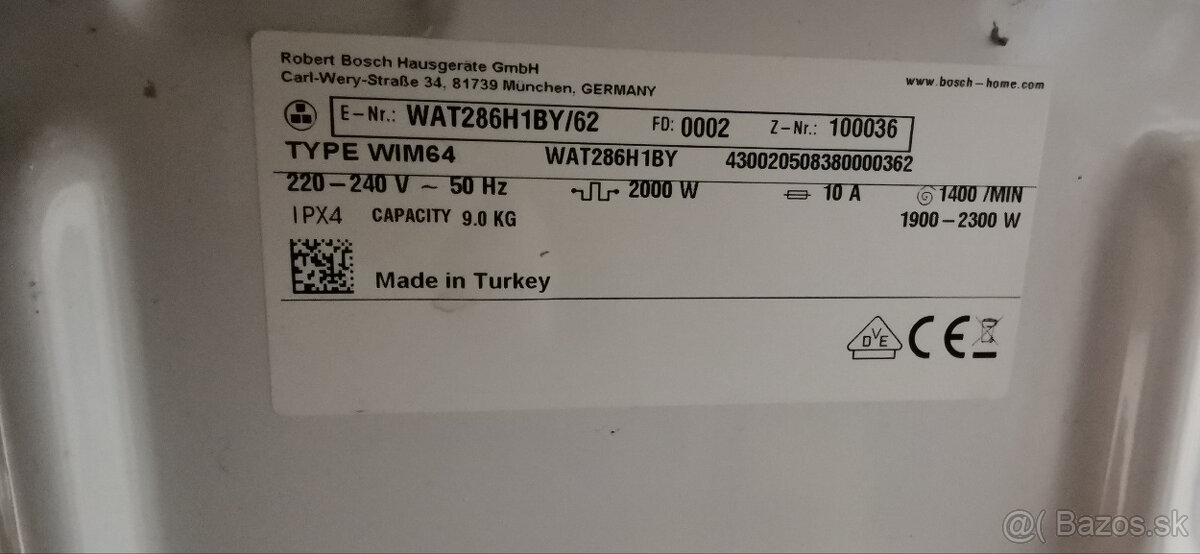 Robert Bosch Hausgeräte GmbH
Carl-Wery-Straße 34, 81739 München, GERMANY
www.bosch-home.com
E-Nr.: WAT286H1BY/62 FD: 0002 Z-Nr.: 100036
TYPE WIM64 WAT286H1BY 430020508380000362
220-240 V ~ 50 Hz 2000 W 10 A 1400 /MIN
IPX4 CAPACITY 9.0 KG 1900-2300 W
Made in Turkey
DVE CE
@( Bazos.sk